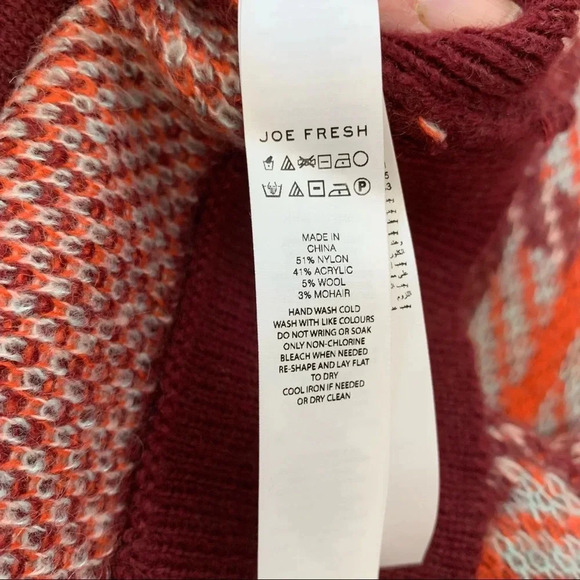 JOE FRESH
MADE IN
CHINA
51% NYLON
41% ACRYLIC
5% WOOL
3% MOHAIR
HAND WASH COLD
WASH WITH LIKE COLOURS
DO NOT WRING OR SOAK
ONLY NON-CHLORINE
BLEACH WHEN NEEDED
RE-SHAPE AND LAY FLAT
TO DRY
COOL IRON IF NEEDED
OR DRY CLEAN